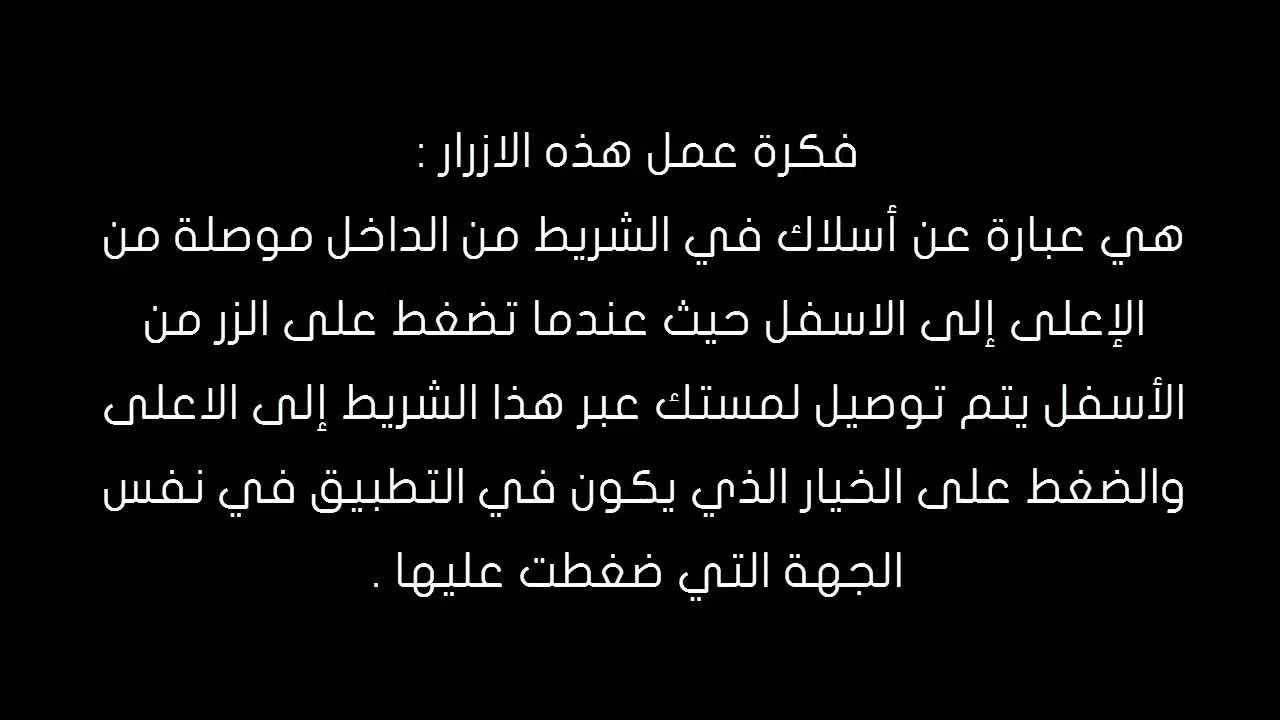 فكرة عمل هذه الازرار :
هي عبارة عن أسلاك في الشريط من الداخل موصلة من
الإعلى إلى الاسفل حيث عندما تضغط على الزر من
الأسفل يتم توصيل لمستك عبر هذا الشريط إلى الاعلى
والضغط على الخيار الذي يكون في التطبيق في نفس
الجهة التي ضغطت عليها .